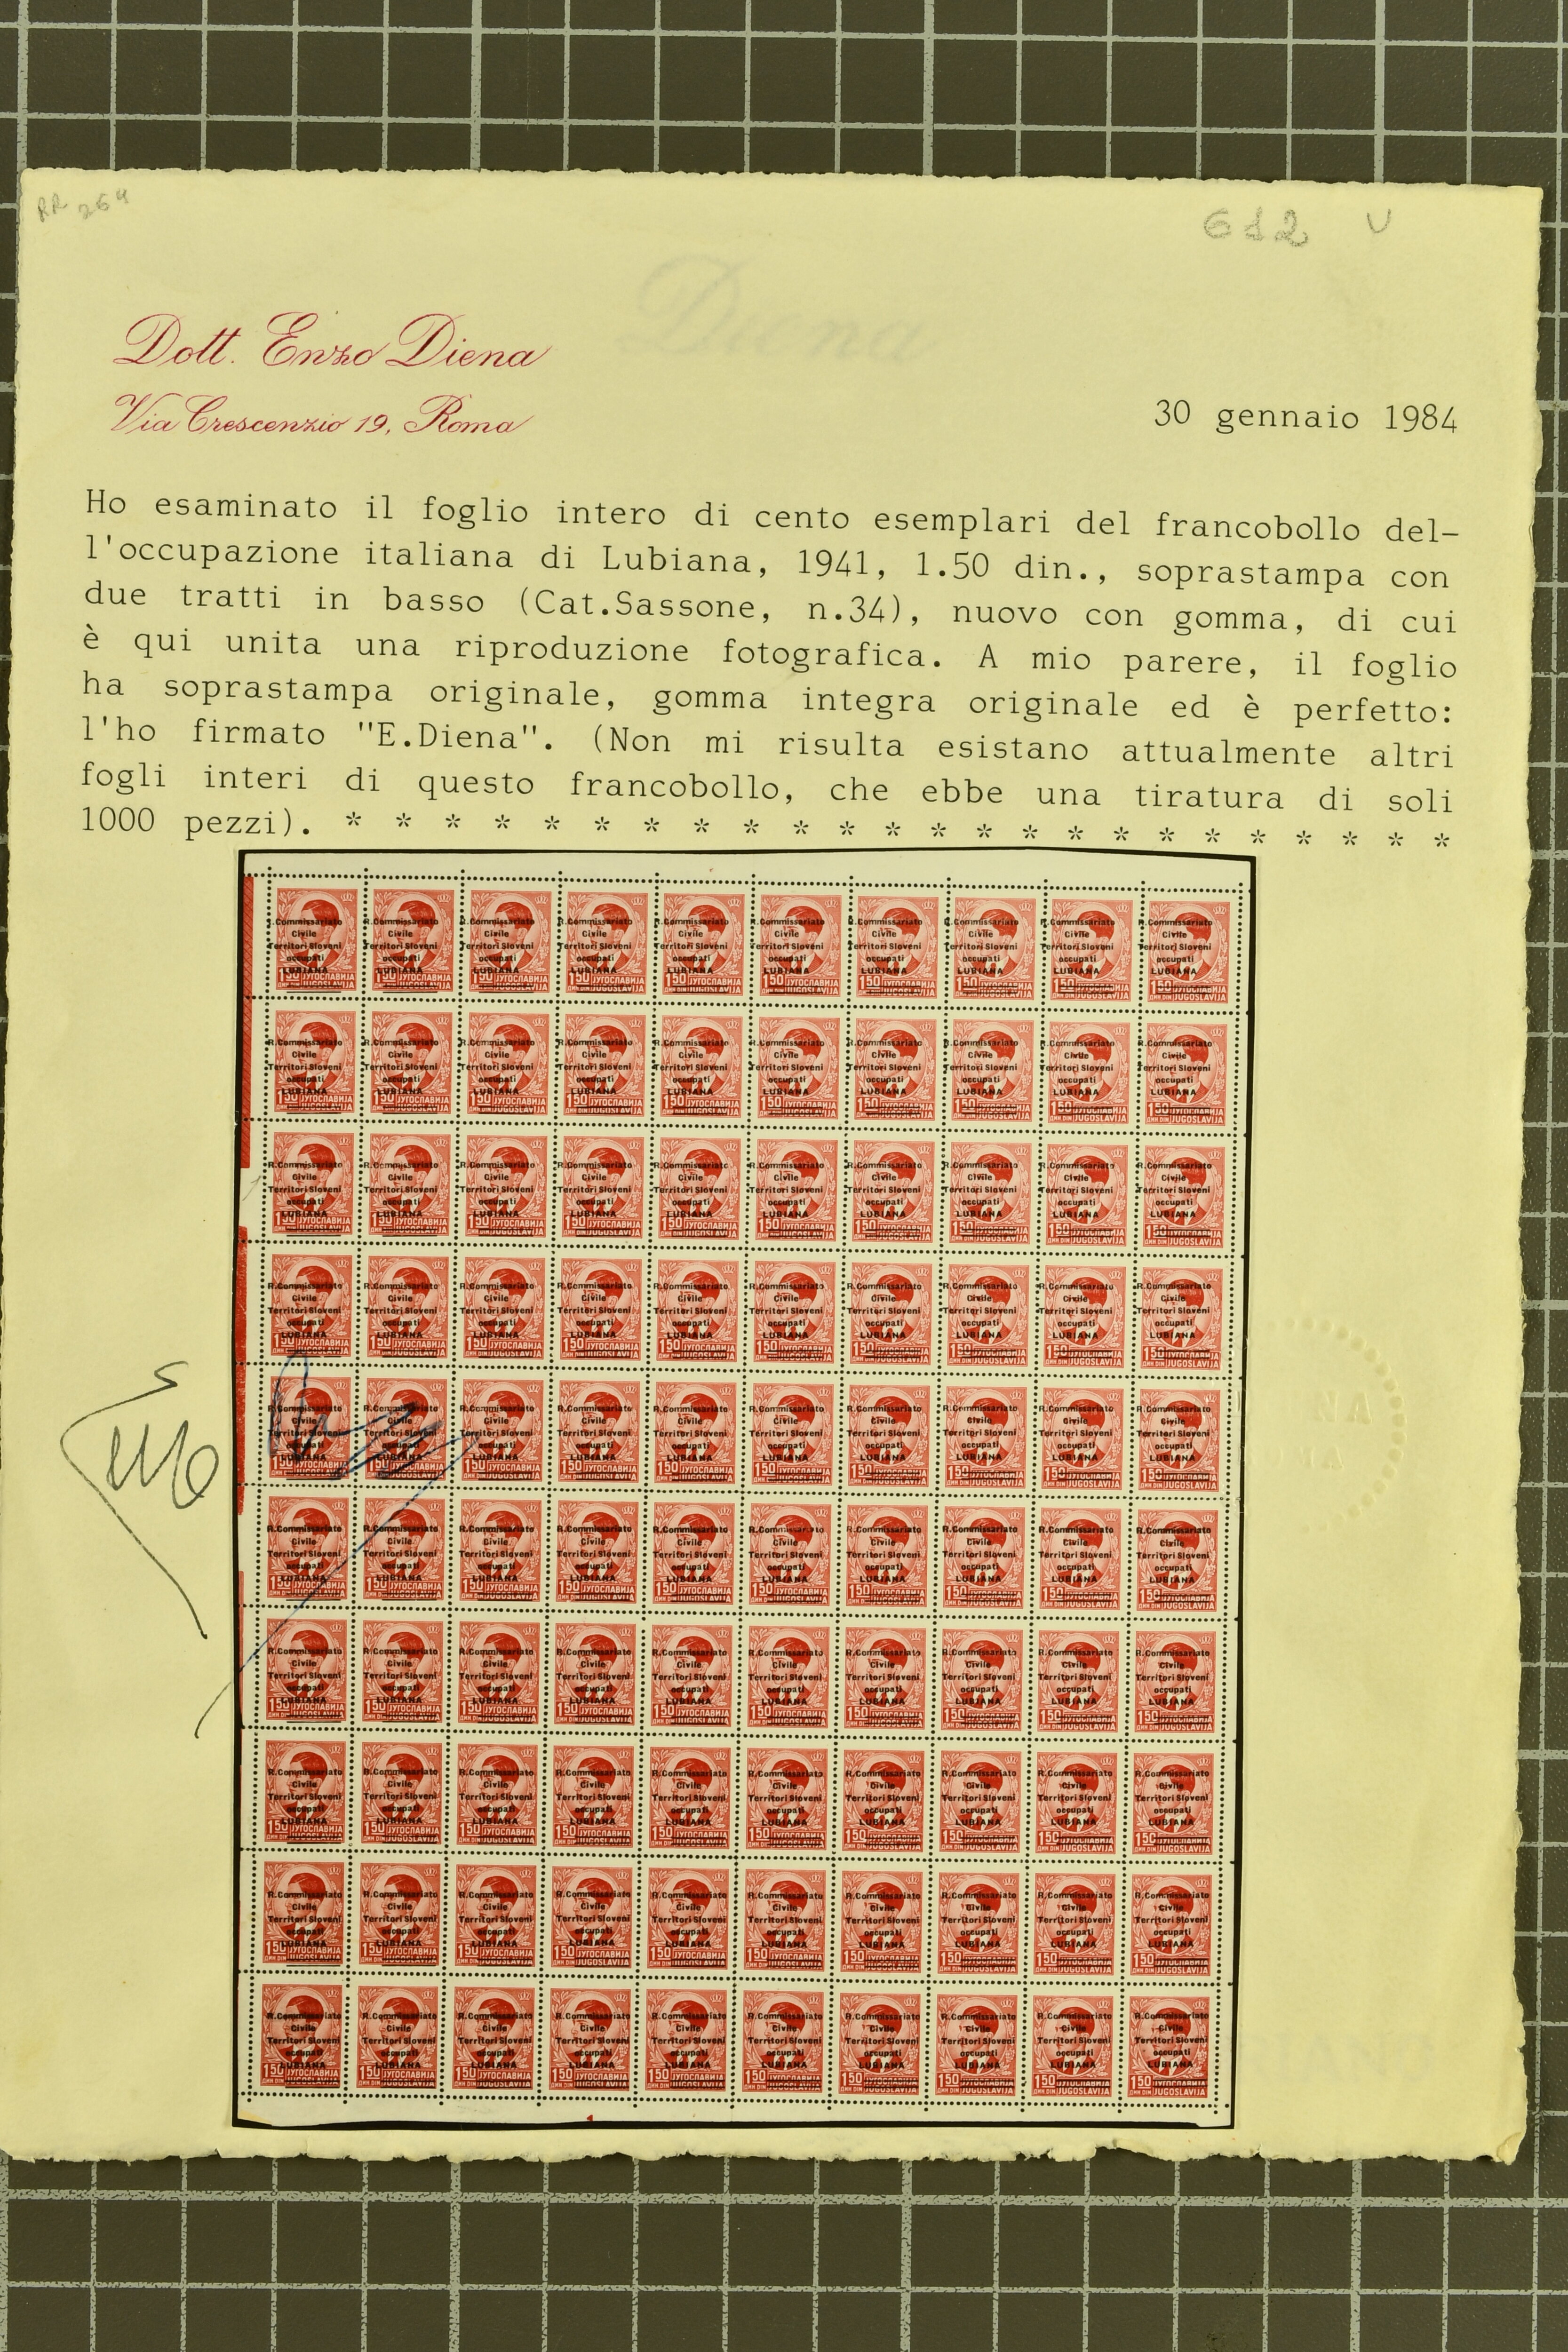 RR 264
612 V
Diena
Dott. Enzo Diena
Via Crescenzio 19, Roma
30 gennaio 1984
Ho esaminato il foglio intero di cento esemplari del francobollo del-
l'occupazione italiana di Lubiana, 1941, 1.50 din., soprastampa con
due tratti in basso (Cat.Sassone, n.34), nuovo con gomma, di cui
è qui unita una riproduzione fotografica. A mio parere, il foglio
ha soprastampa originale, gomma integra originale ed è perfetto:
l'ho firmato "E.Diena". (Non mi risulta esistano attualmente altri
fogli interi di questo francobollo, che ebbe una tiratura di soli
1000 pezzi). * * * * * * * * * * * * * * * * * * * * * * * *
R.Commissariato
Civile
Territori Sloveni
occupati
LUBIANA
1 50 ЈУГОСЛАВИЈА
ДИН DIN JUGOSLAVIJA